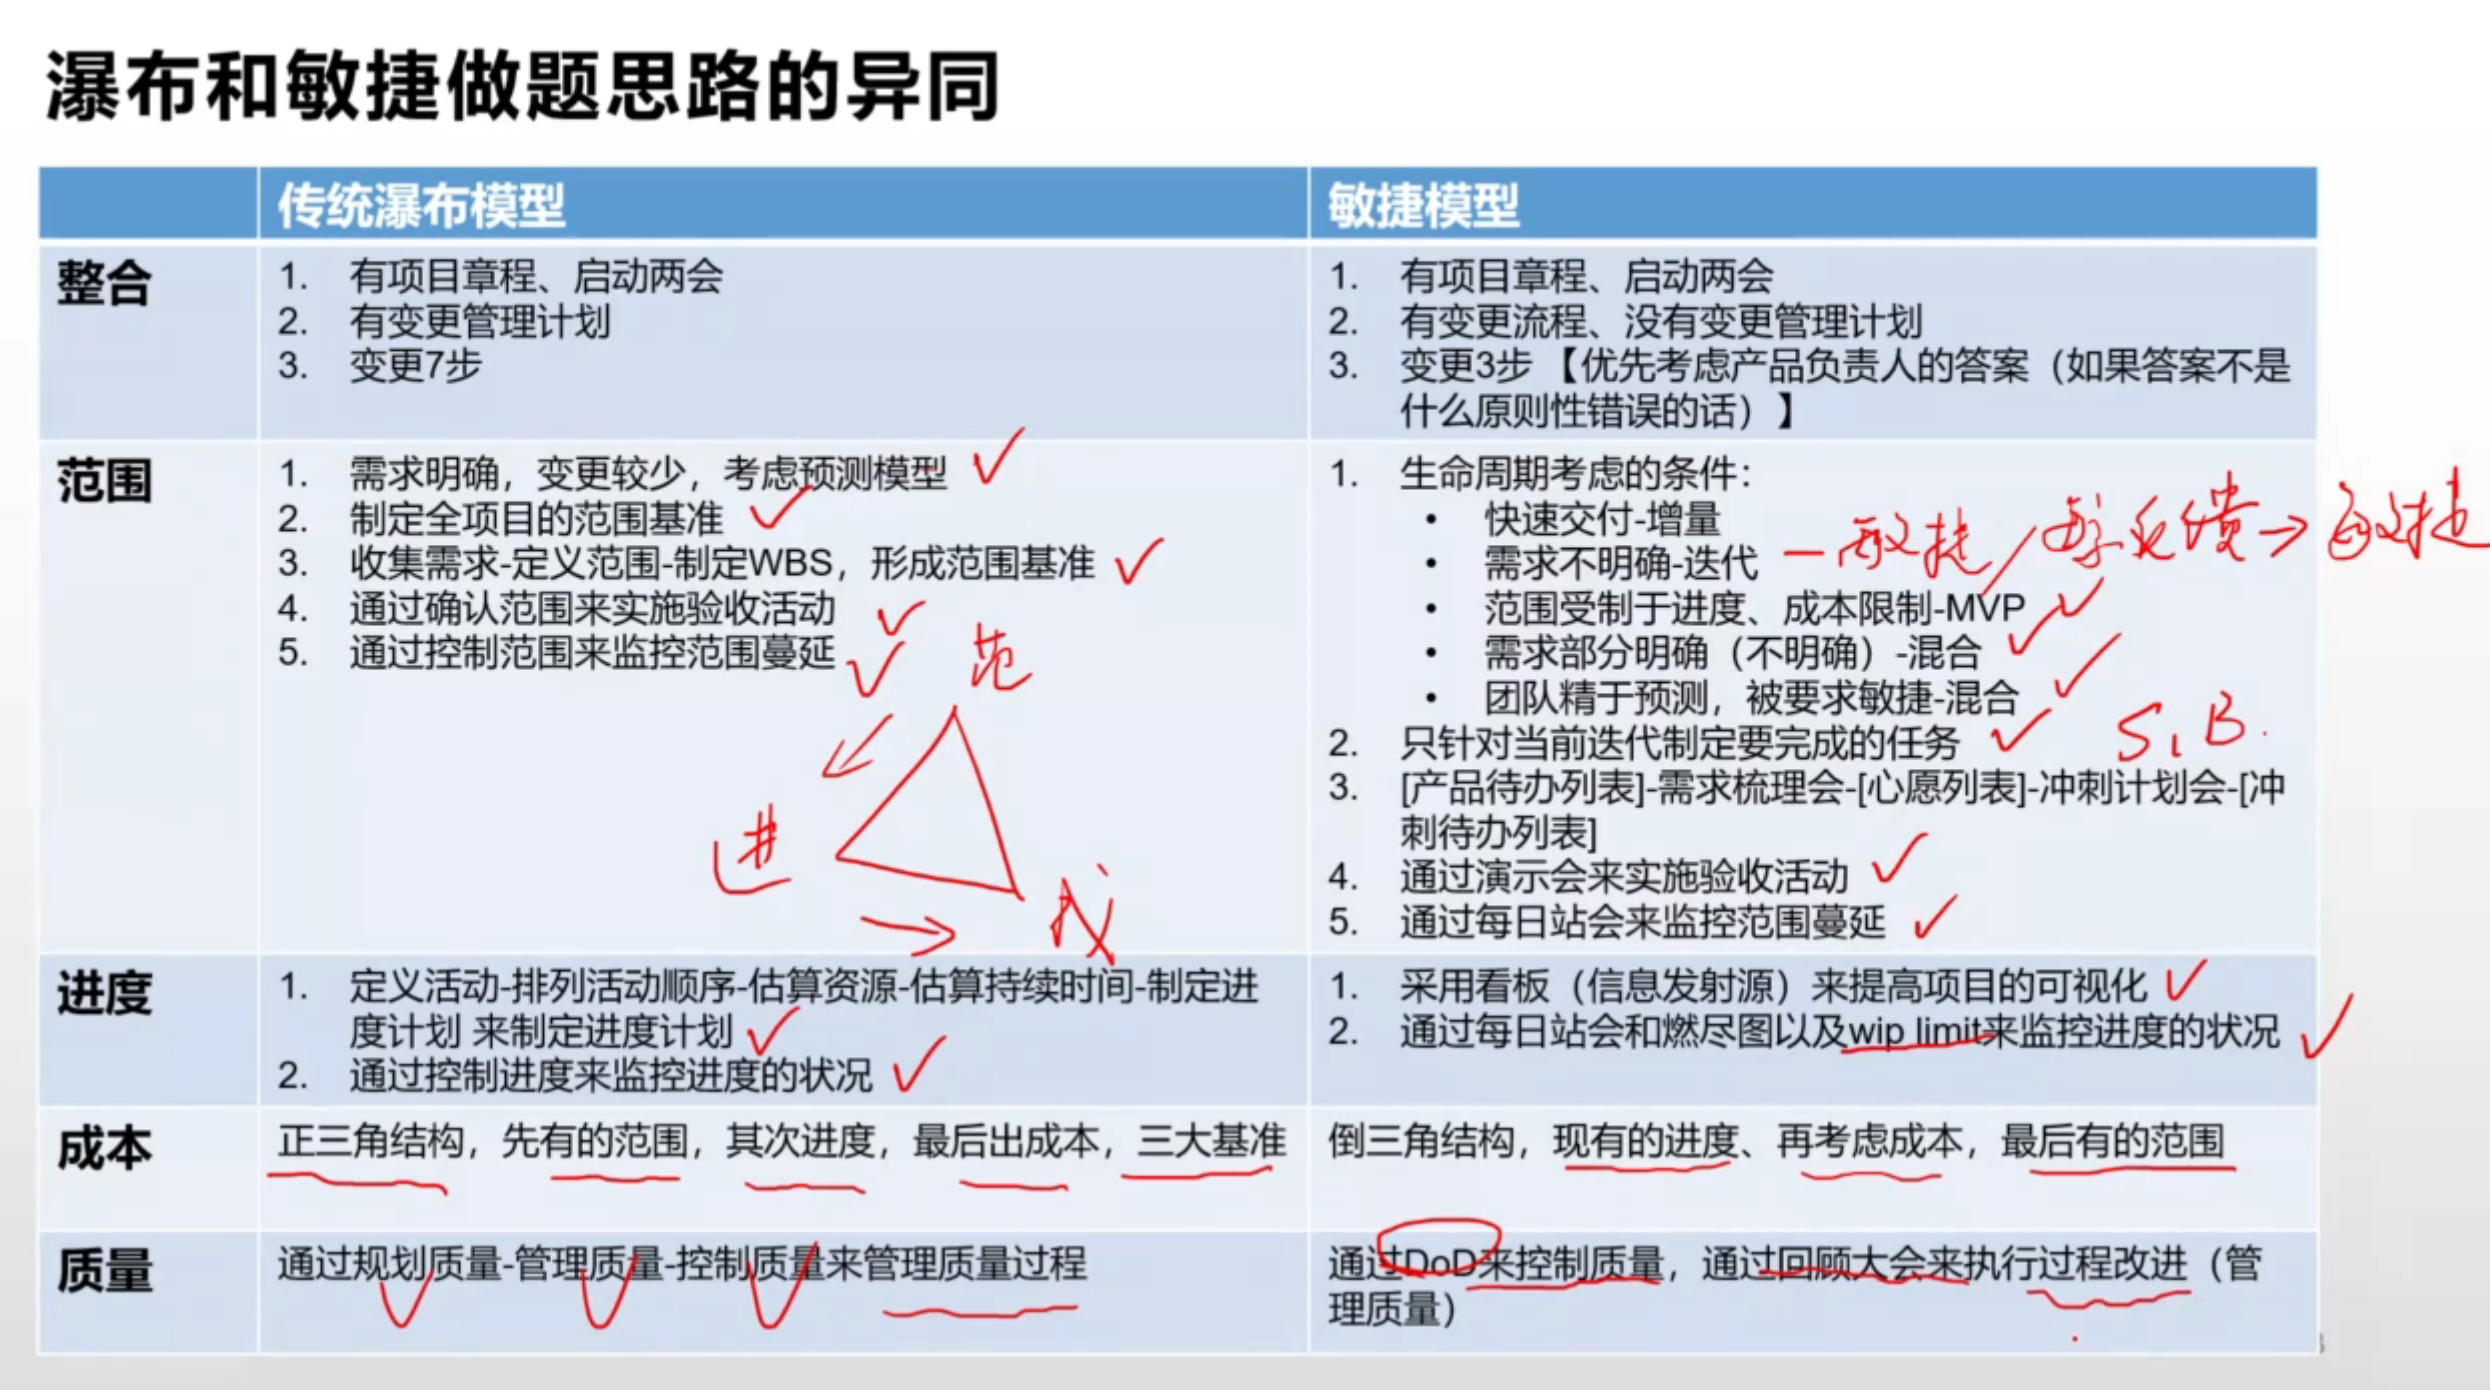 瀑布和敏捷做题思路的异同
传统瀑布模型
敏捷模型
整合
1. 有项目章程、启动两会
2. 有变更管理计划
3. 变更7步
1. 有项目章程、启动两会
2. 有变更流程、没有变更管理计划
3. 变更3步【优先考虑产品负责人的答案（如果答案不是
什么原则性错误的话）】
范围
1. 需求明确，变更较少，考虑预测模型
2. 制定全项目的范围基准
3. 收集需求-定义范围-制定WBS，形成范围基准
4. 通过确认范围来实施验收活动
5. 通过控制范围来监控范围蔓延
范
进
成
1. 生命周期考虑的条件：
• 快速交付-增量
• 需求不明确-迭代
一敏捷/
反馈→敏捷
• 范围受制于进度、成本限制-MVP
• 需求部分明确（不明确）-混合
• 团队精于预测，被要求敏捷-混合
2. 只针对当前迭代制定要完成的任务
S,B.
3. [产品待办列表]-需求梳理会-[心愿列表]-冲刺计划会-[冲
刺待办列表]
4. 通过演示会来实施验收活动
5. 通过每日站会来监控范围蔓延
进度
1. 定义活动-排列活动顺序-估算资源-估算持续时间-制定进
度计划 来制定进度计划
2. 通过控制进度来监控进度的状况
1. 采用看板（信息发射源）来提高项目的可视化
2. 通过每日站会和燃尽图以及wip limit来监控进度的状况
成本
正三角结构，先有的范围，其次进度，最后出成本，三大基准
倒三角结构，现有的进度、再考虑成本，最后有的范围
质量
通过规划质量-管理质量-控制质量来管理质量过程
通过DoD来控制质量，通过回顾大会来执行过程改进（管
理质量）